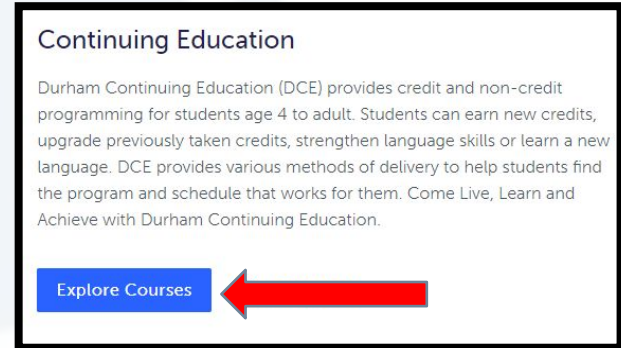 Continuing Education
Durham Continuing Education (DCE) provides credit and non-credit
programming for students age 4 to adult. Students can earn new credits,
upgrade previously taken credits, strengthen language skills or learn a new
language. DCE provides various methods of delivery to help students find
the program and schedule that works for them. Come Live, Learn and
Achieve with Durham Continuing Education.
Explore Courses